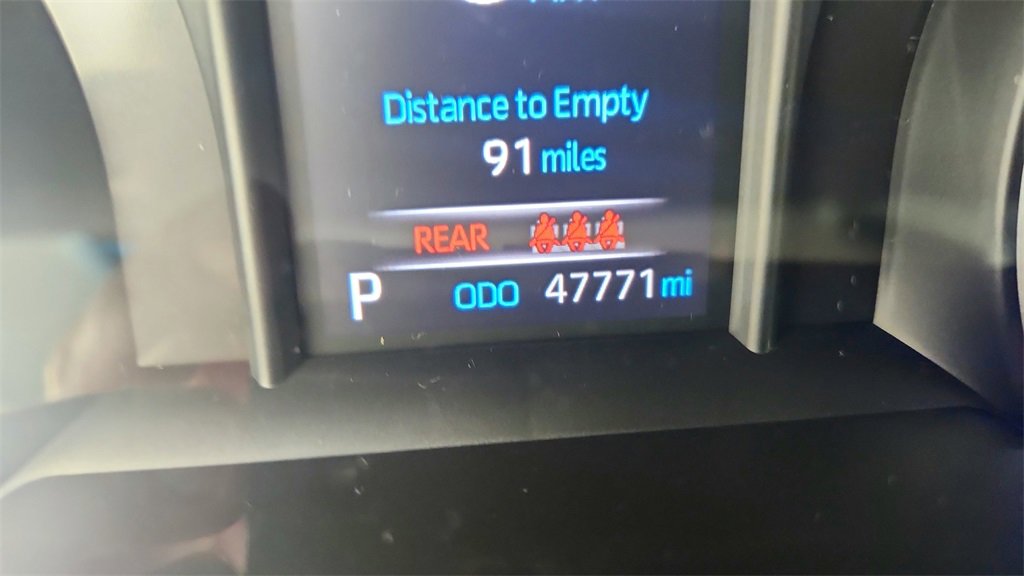 Distance to Empty
91 miles
REAR
P ODO 47771 mi